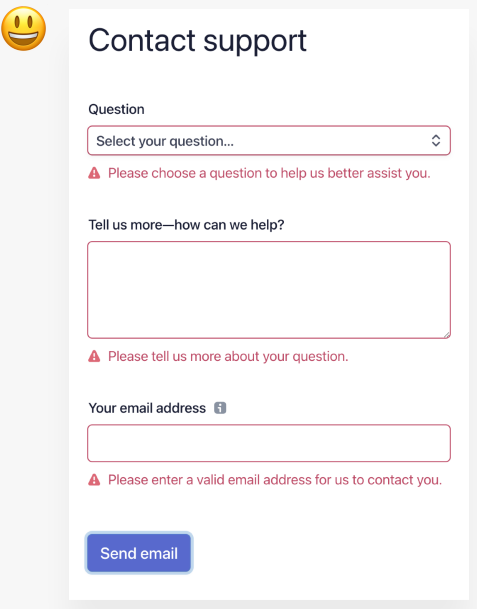 Contact support
Question
Select your question...
Please choose a question to help us better assist you.
Tell us more—how can we help?
Please tell us more about your question.
Your email address
Please enter a valid email address for us to contact you.
Send email